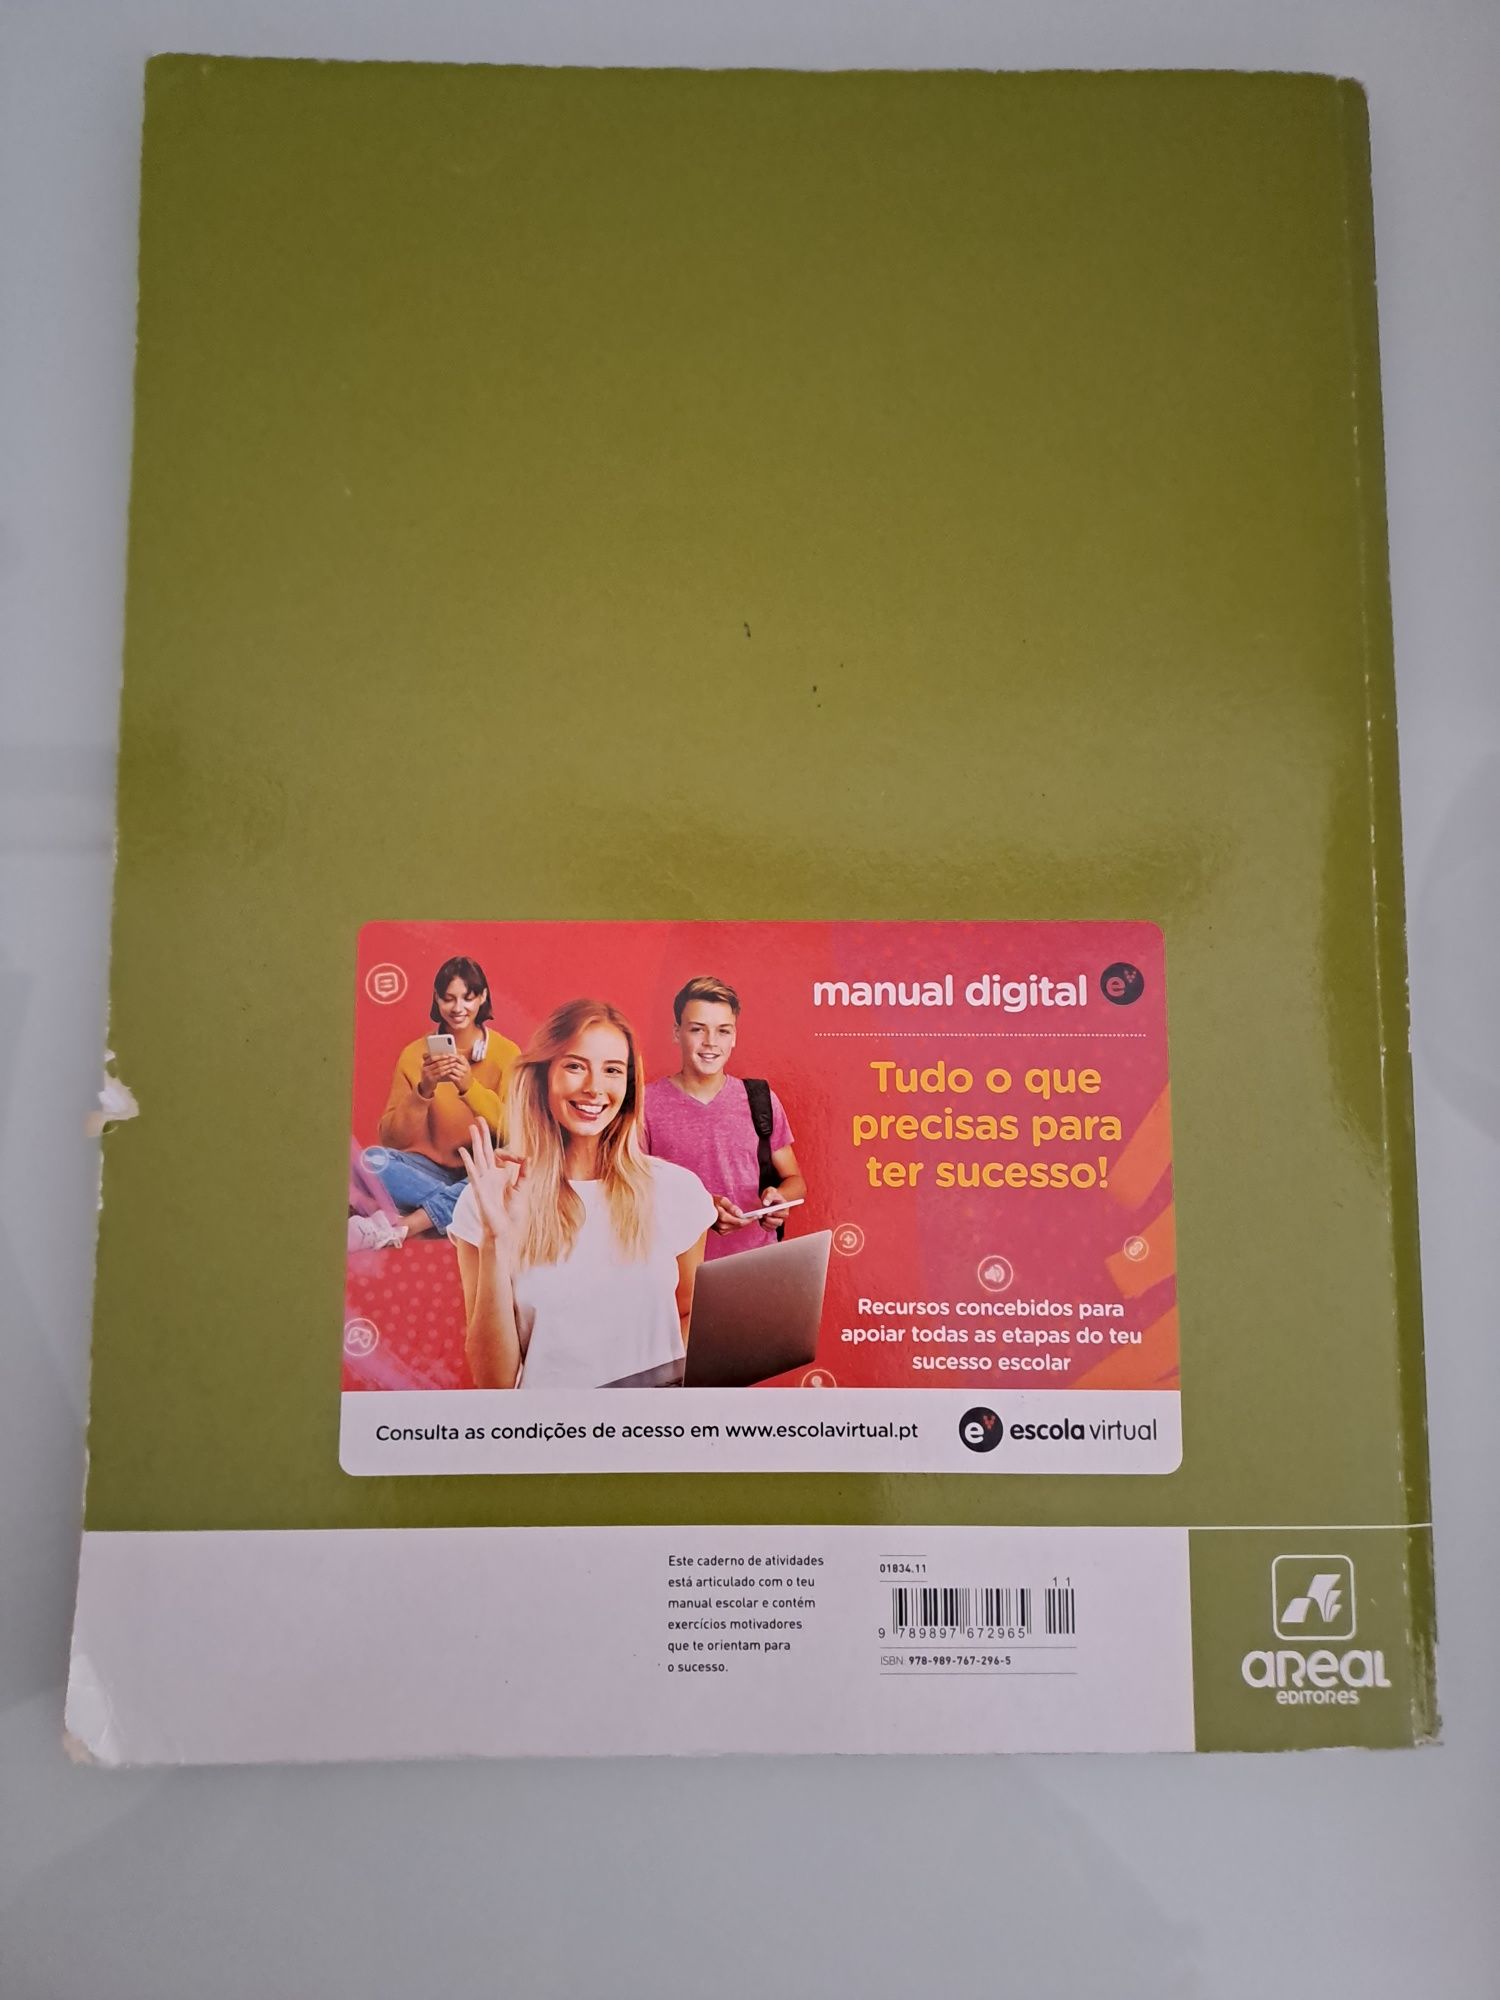 manual digital ev
Tudo o que
precisas para
ter sucesso!
Recursos concebidos para
apoiar todas as etapas do teu
sucesso escolar
Consulta as condições de acesso em www.escolavirtual.pt
ev escola virtual
Este caderno de atividades
está articulado com o teu
manual escolar e contém
exercícios motivadores
que te orientam para
o sucesso.
01834.11
11
9 789897 672965
ISBN: 978-989-767-296-5
areal
EDITORES